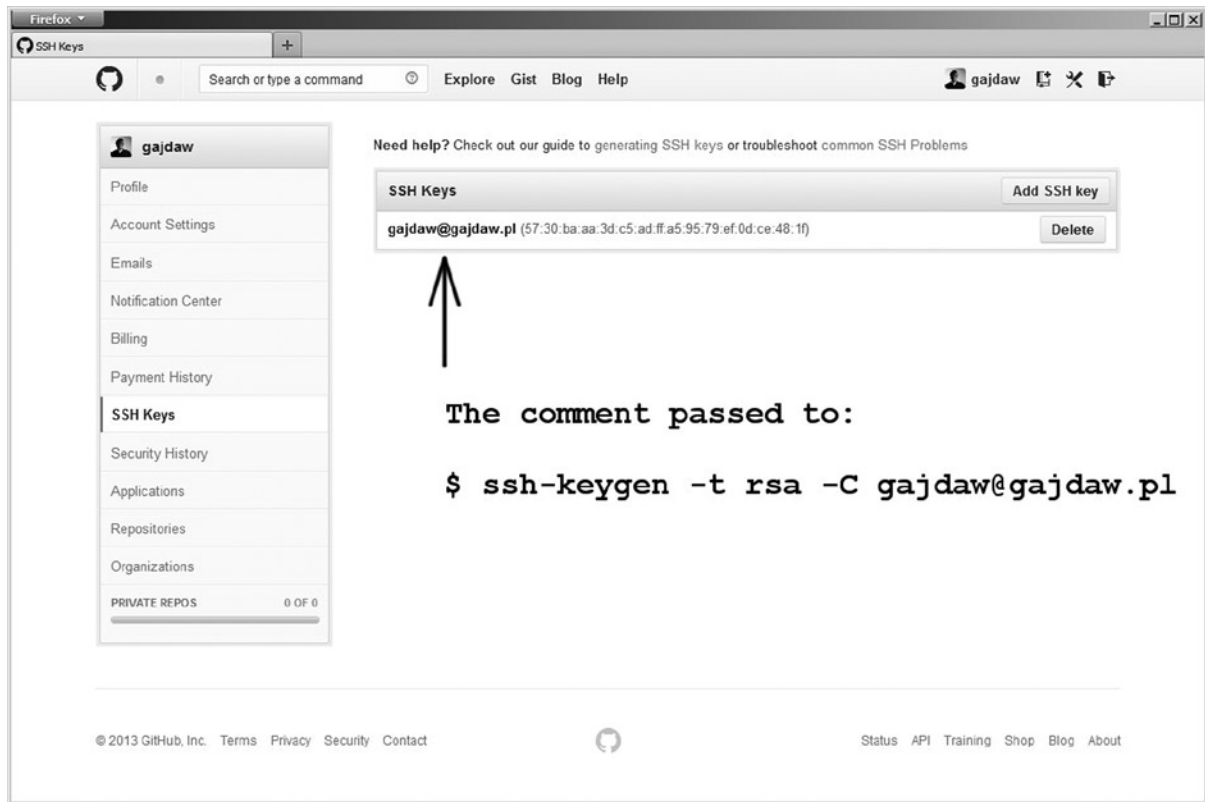 Firefox
SSH Keys
+
Search or type a command
Explore Gist Blog Help
gajdaw
gajdaw
Profile
Account Settings
Emails
Notification Center
Billing
Payment History
SSH Keys
Security History
Applications
Repositories
Organizations
PRIVATE REPOS 0 OF 0
Need help? Check out our guide to generating SSH keys or troubleshoot common SSH Problems
SSH Keys
Add SSH key
gajdaw@gajdaw.pl (57:30:ba:aa:3d:c5:ad:ff:a5:95:79:ef:0d:ce:48:1f)
Delete
The comment passed to:
$ ssh-keygen -t rsa -C gajdaw@gajdaw.pl
© 2013 GitHub, Inc. Terms Privacy Security Contact
Status API Training Shop Blog About